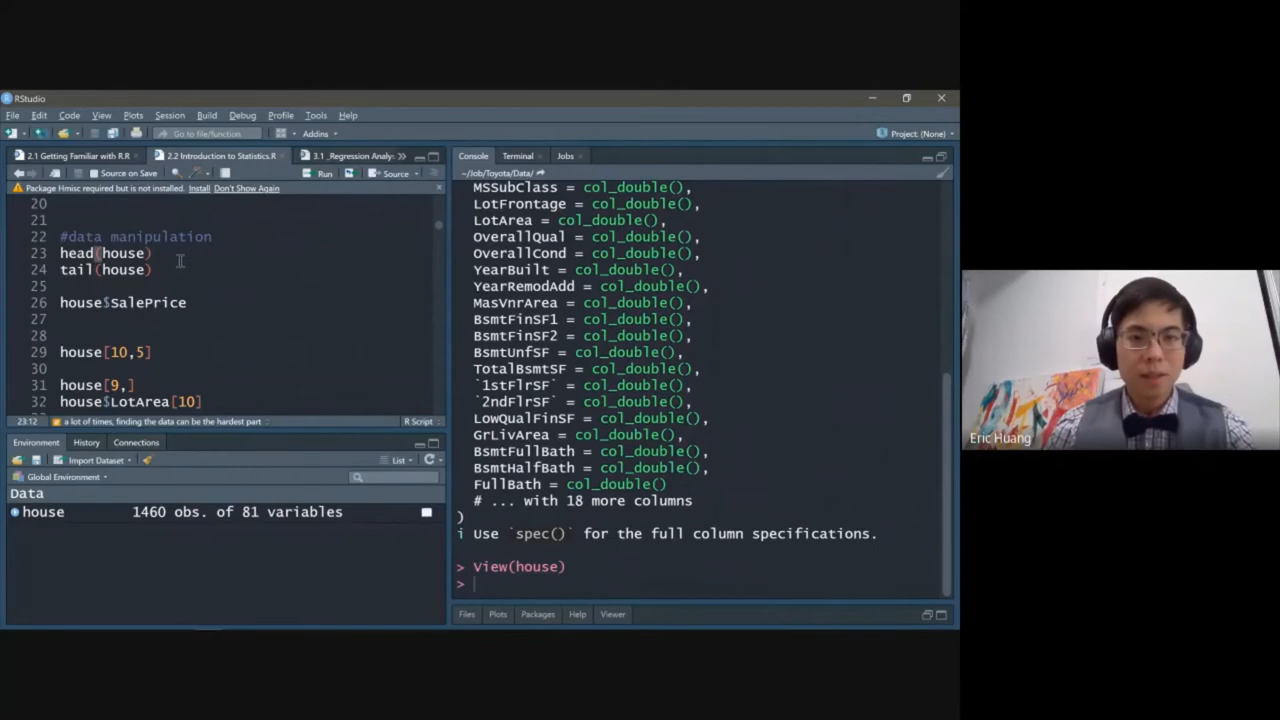 RStudio
File Edit Code View Plots Session Build Debug Profile Tools Help
Go to file/function Addins Project: (None)
2.1 Getting Familiar with R.R 2.2 Introduction to Statistics.R 3.1 _Regression Analy
Source on Save Run Source
Package Hmisc required but is not installed. Install Don't Show Again
20
21
22 #data manipulation
23 head(house)
24 tail(house)
25
26 house$SalePrice
27
28
29 house[10,5]
30
31 house[9,]
32 house$LotArea[10]
23:12 a lot of times, finding the data can be the hardest part R Script
Environment History Connections
Import Dataset List
Global Environment
Data
house 1460 obs. of 81 variables
Console Terminal Jobs
~/Job/Toyota/Data/
MSSubClass = col_double(),
LotFrontage = col_double(),
LotArea = col_double(),
OverallQual = col_double(),
OverallCond = col_double(),
YearBuilt = col_double(),
YearRemodAdd = col_double(),
MasVnrArea = col_double(),
BsmtFinSF1 = col_double(),
BsmtFinSF2 = col_double(),
BsmtUnfSF = col_double(),
TotalBsmtSF = col_double(),
`1stFlrSF` = col_double(),
`2ndFlrSF` = col_double(),
LowQualFinSF = col_double(),
GrLivArea = col_double(),
BsmtFullBath = col_double(),
BsmtHalfBath = col_double(),
FullBath = col_double()
# ... with 18 more columns
)
i Use `spec()` for the full column specifications.
> View(house)
>
Files Plots Packages Help Viewer
Eric Huang